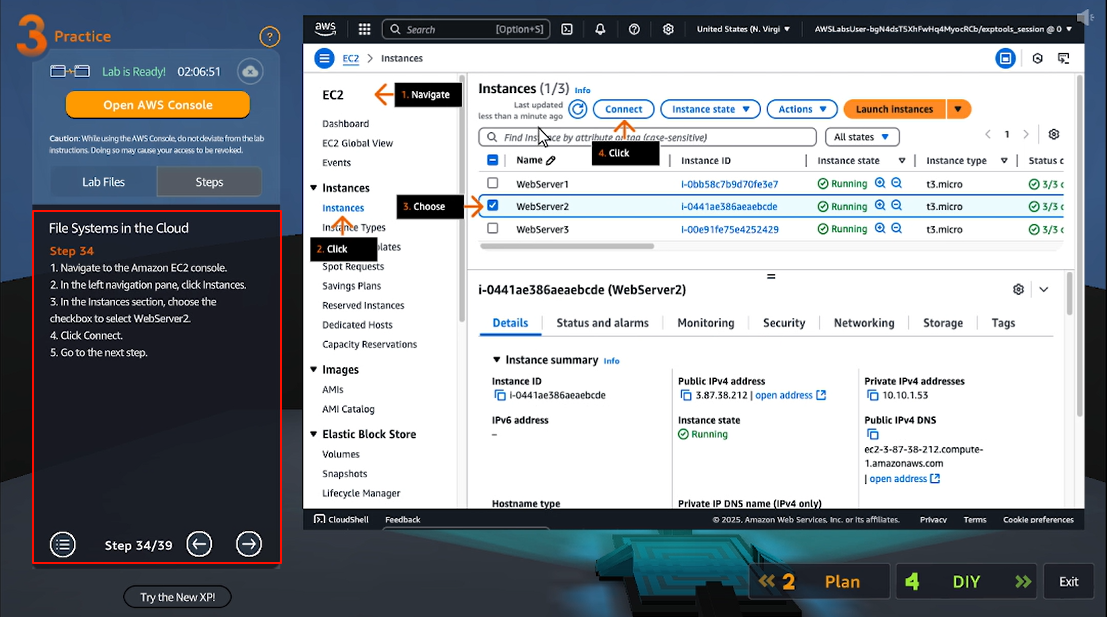 3 Practice
?
Lab is Ready! 02:06:51
Open AWS Console
Caution: While using the AWS Console, do not deviate from the lab
instructions. Doing so may cause your access to be revoked.
Lab Files
Steps
File Systems in the Cloud
Step 34
1. Navigate to the Amazon EC2 console.
2. In the left navigation pane, click Instances.
3. In the Instances section, choose the
checkbox to select WebServer2.
4. Click Connect.
5. Go to the next step.
Step 34/39
Try the New XP!
aws
Search [Option+S]
United States (N. Virgi
AWSLabsUser-bgN4dsT5XhFwHq4MyocRCb/exptools_session @ 0
EC2 > Instances
EC2
1. Navigate
Dashboard
EC2 Global View
Events
Instances
Instances
Instance Types
2. Click
lates
Spot Requests
Savings Plans
Reserved Instances
Dedicated Hosts
Capacity Reservations
Images
AMIs
AMI Catalog
Elastic Block Store
Volumes
Snapshots
Lifecycle Manager
Instances (1/3) Info
Last updated
less than a minute ago
Connect
Instance state
Actions
Launch instances
Find Instance by attribute or tag (case-sensitive)
All states
1
4. Click
Name Instance ID Instance state Instance type Status c
WebServer1 i-0bb58c7b9d70fe3e7 Running t3.micro 3/3 c
3. Choose
WebServer2 i-0441ae386aeaebcde Running t3.micro 3/3 c
WebServer3 i-00e91fe75e4252429 Running t3.micro 3/3 c
i-0441ae386aeaebcde (WebServer2)
Details Status and alarms Monitoring Security Networking Storage Tags
Instance summary Info
Instance ID
i-0441ae386aeaebcde
Public IPv4 address
3.87.38.212 | open address
Private IPv4 addresses
10.10.1.53
IPv6 address
–
Instance state
Running
Public IPv4 DNS
ec2-3-87-38-212.compute-
1.amazonaws.com
| open address
Hostname type
Private IP DNS name (IPv4 only)
CloudShell Feedback
© 2025, Amazon Web Services, Inc. or its affiliates. Privacy Terms Cookie preferences
« 2 Plan
4 DIY »
Exit